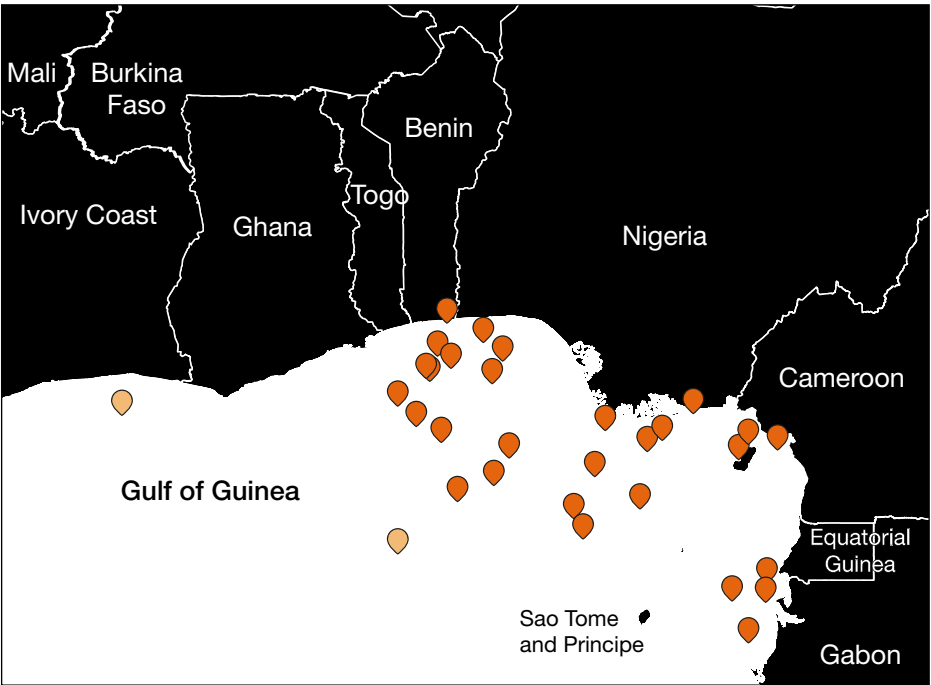 Mali
Burkina
Faso
Benin
Togo
Ivory Coast
Ghana
Nigeria
Cameroon
Gulf of Guinea
Equatorial
Guinea
Sao Tome
and Principe
Gabon